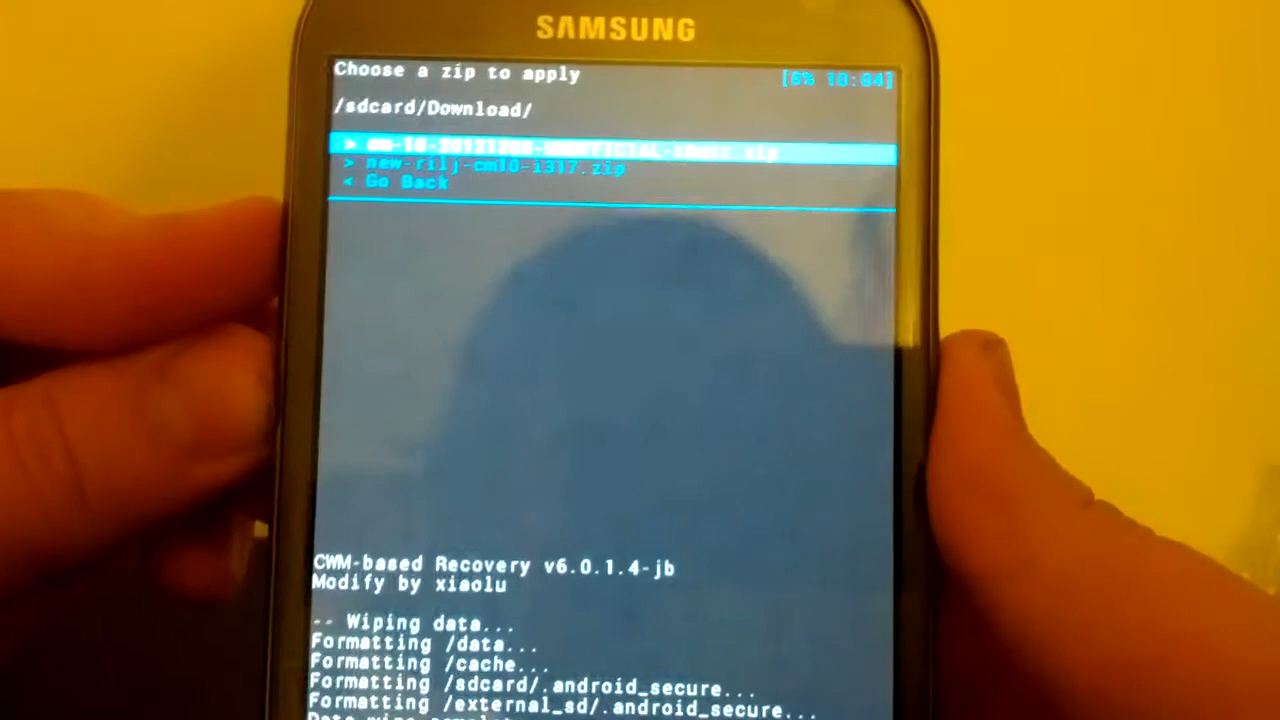 SAMSUNG
Choose a zip to apply
/sdcard/Download/
> new-rilj-cm10-i317.zip
< Go Back
CWM-based Recovery v6.0.1.4-jb
Modify by xiaolu
-- Wiping data...
Formatting /data...
Formatting /cache...
Formatting /sdcard/.android_secure...
Formatting /external_sd/.android_secure...